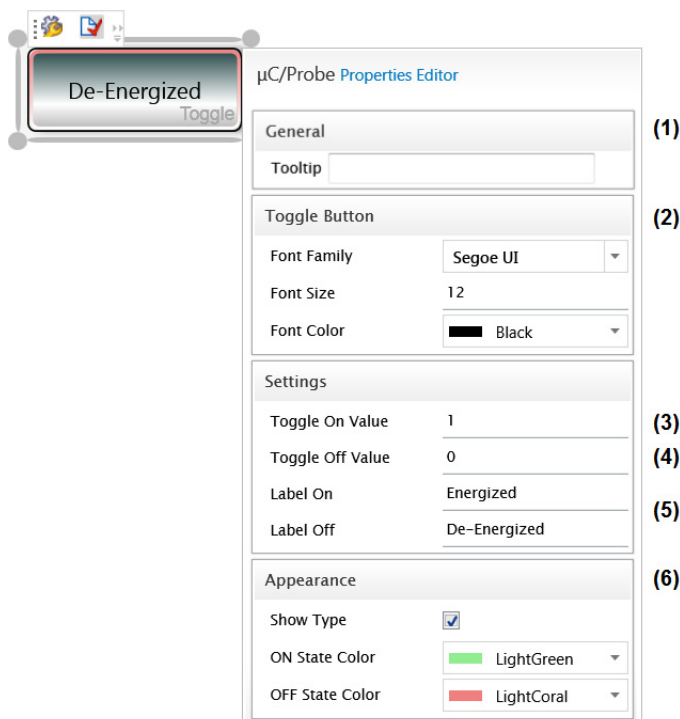 De-Energized
Toggle
µC/Probe Properties Editor
General (1)
Tooltip
Toggle Button (2)
Font Family Segoe UI
Font Size 12
Font Color Black
Settings
Toggle On Value 1 (3)
Toggle Off Value 0 (4)
Label On Energized
(5)
Label Off De-Energized
Appearance (6)
Show Type
ON State Color LightGreen
OFF State Color LightCoral